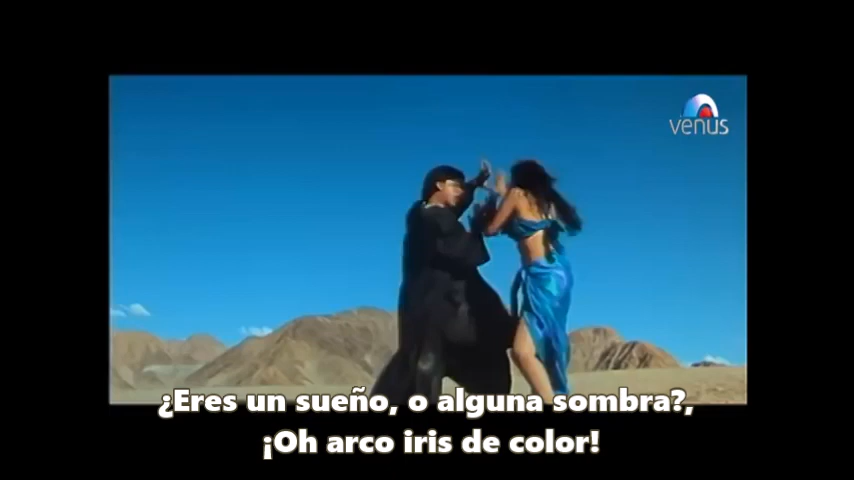 venus
¿Eres un sueño, o alguna sombra?,
¡Oh arco iris de color!